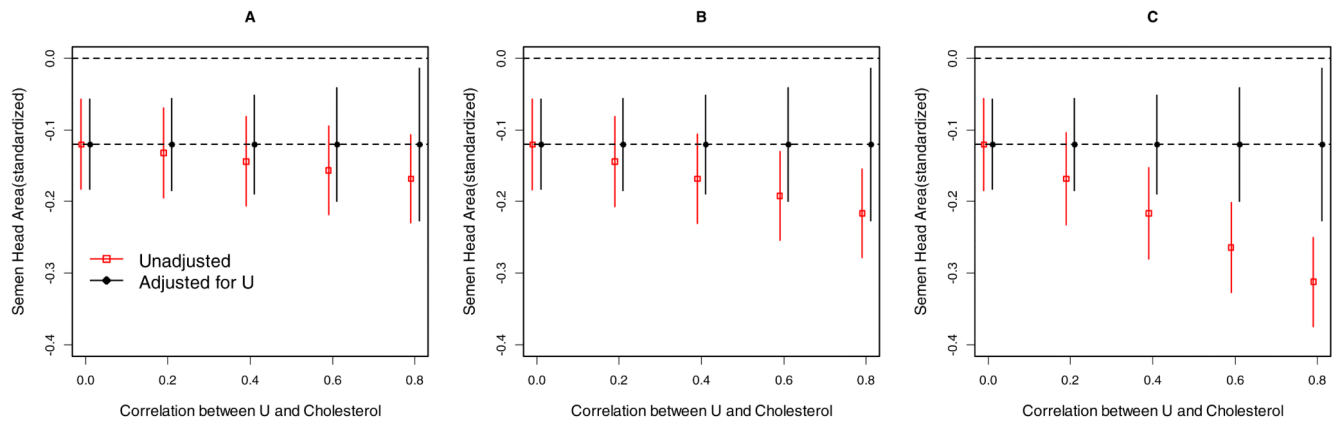 A
Semen Head Area(standardized)
0.0
-0.1
-0.2
-0.3
-0.4
Unadjusted
Adjusted for U
0.0 0.2 0.4 0.6 0.8
Correlation between U and Cholesterol
B
Semen Head Area(standardized)
0.0
-0.1
-0.2
-0.3
-0.4
0.0 0.2 0.4 0.6 0.8
Correlation between U and Cholesterol
C
Semen Head Area(standardized)
0.0
-0.1
-0.2
-0.3
-0.4
0.0 0.2 0.4 0.6 0.8
Correlation between U and Cholesterol